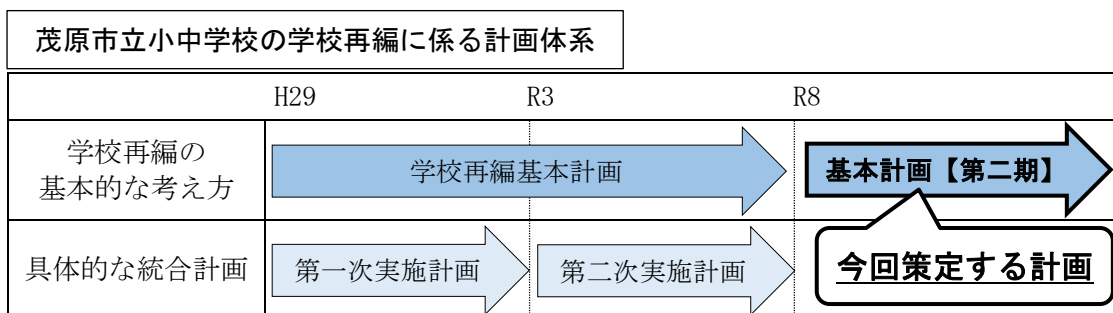 茂原市立小中学校の学校再編に係る計画体系
H29 R3 R8
学校再編の
基本的な考え方
学校再編基本計画
基本計画【第二期】
具体的な統合計画
第一次実施計画
第二次実施計画
今回策定する計画